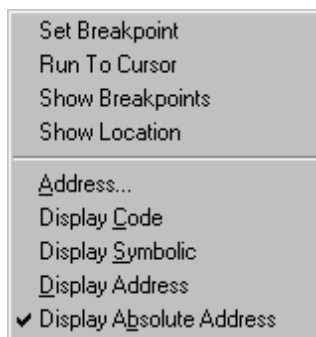 Set Breakpoint
Run To Cursor
Show Breakpoints
Show Location
Address...
Display Code
Display Symbolic
Display Address
Display Absolute Address